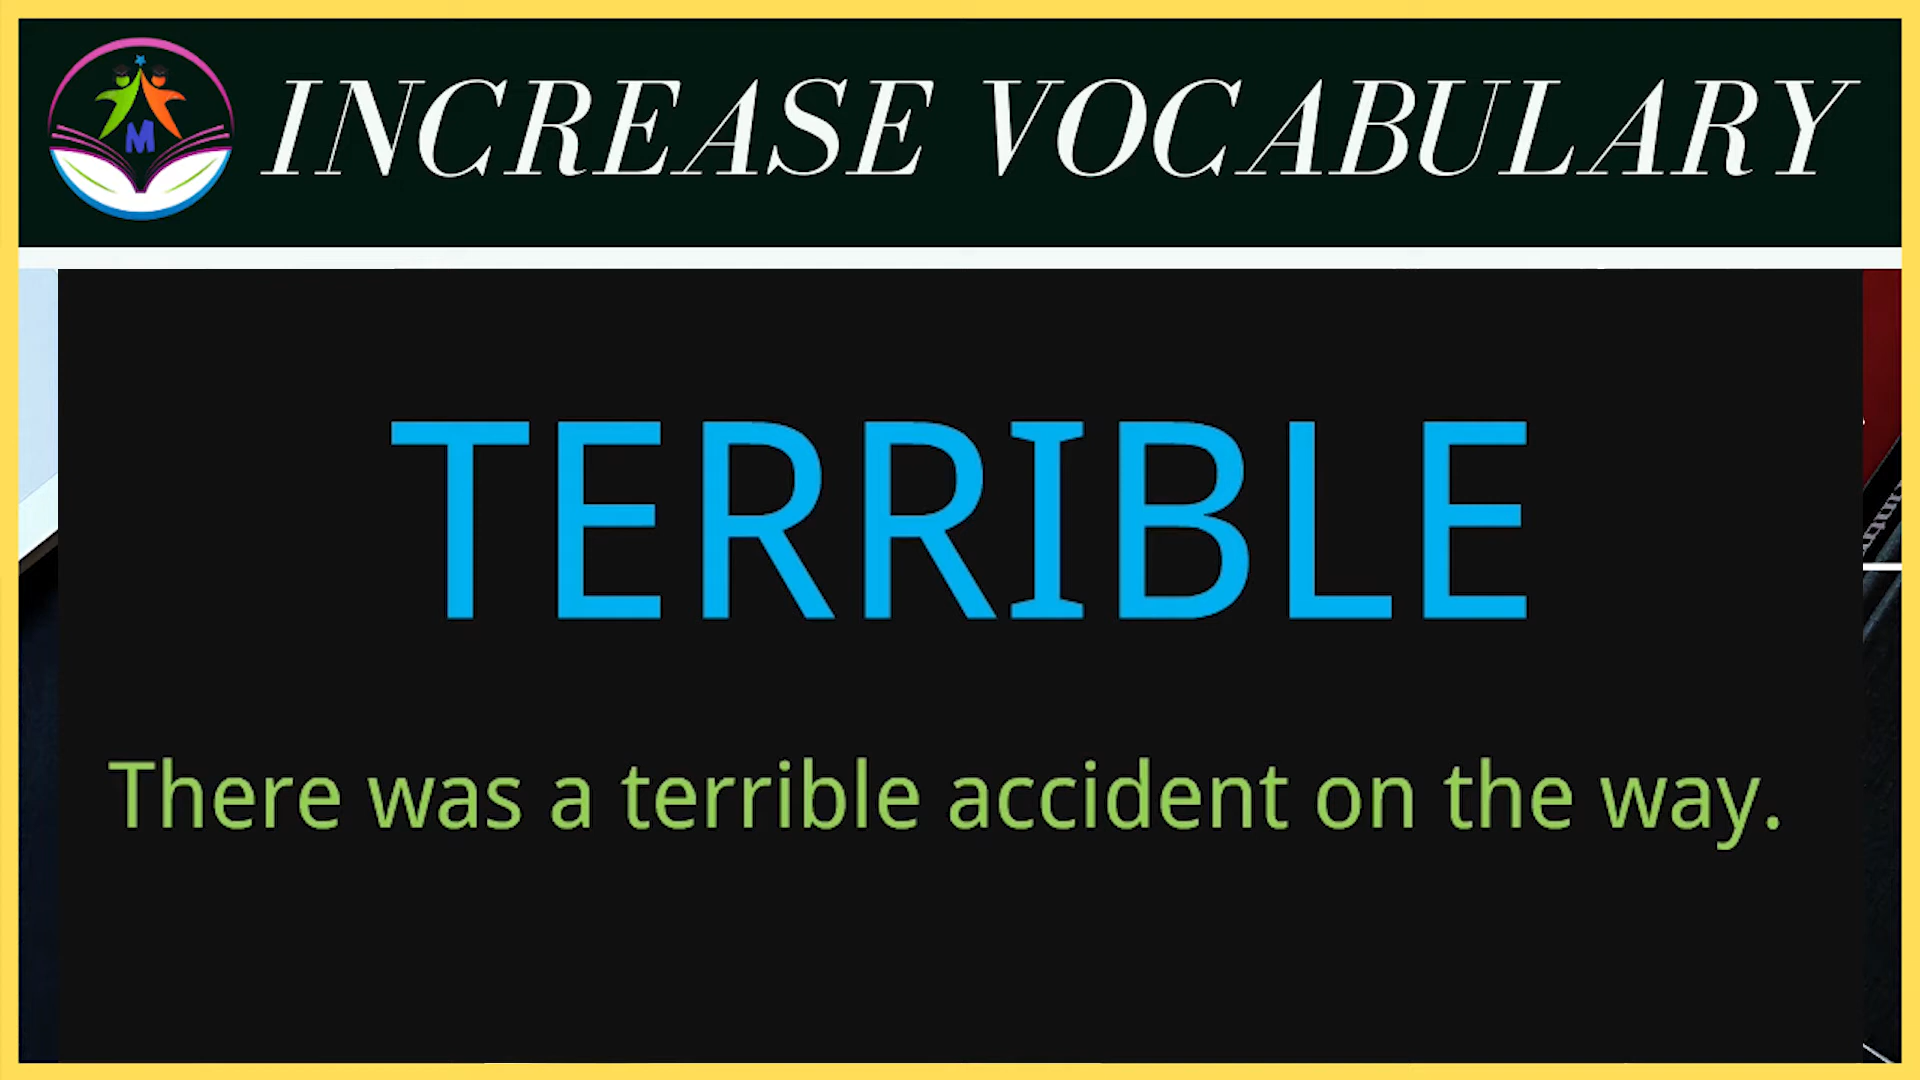 M
INCREASE VOCABULARY
TERRIBLE
There was a terrible accident on the way.